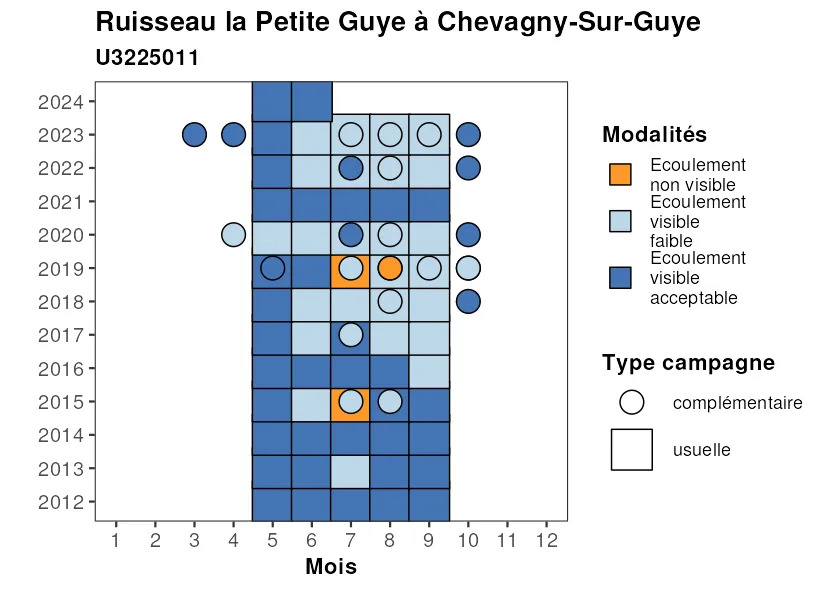 Ruisseau la Petite Guye à Chevagny-Sur-Guye
U3225011
2024
2023
2022
2021
2020
2019
2018
2017
2016
2015
2014
2013
2012
1 2 3 4 5 6 7 8 9 10 11 12
Mois
Modalités
Ecoulement
non visible
Ecoulement
visible
faible
Ecoulement
visible
acceptable
Type campagne
complémentaire
usuelle